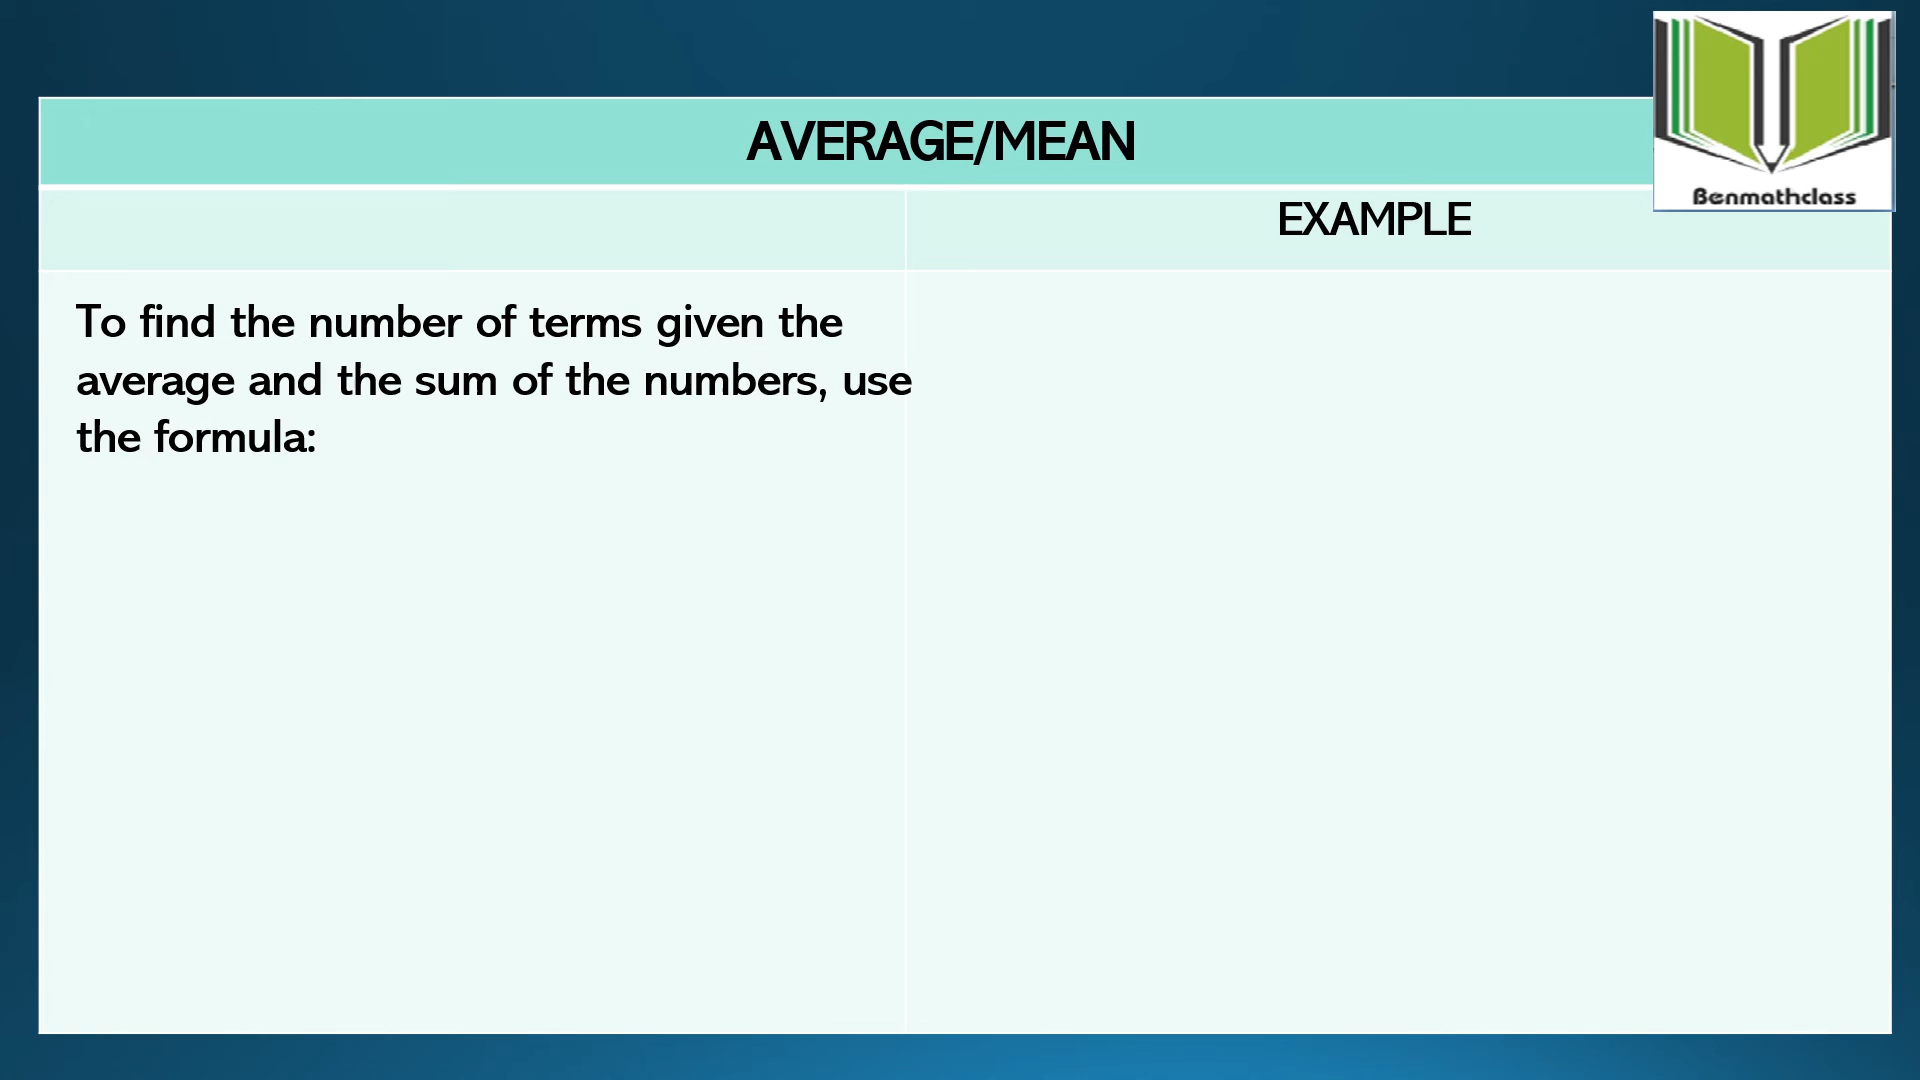 AVERAGE/MEAN
Benmathclass
EXAMPLE
To find the number of terms given the
average and the sum of the numbers, use
the formula: